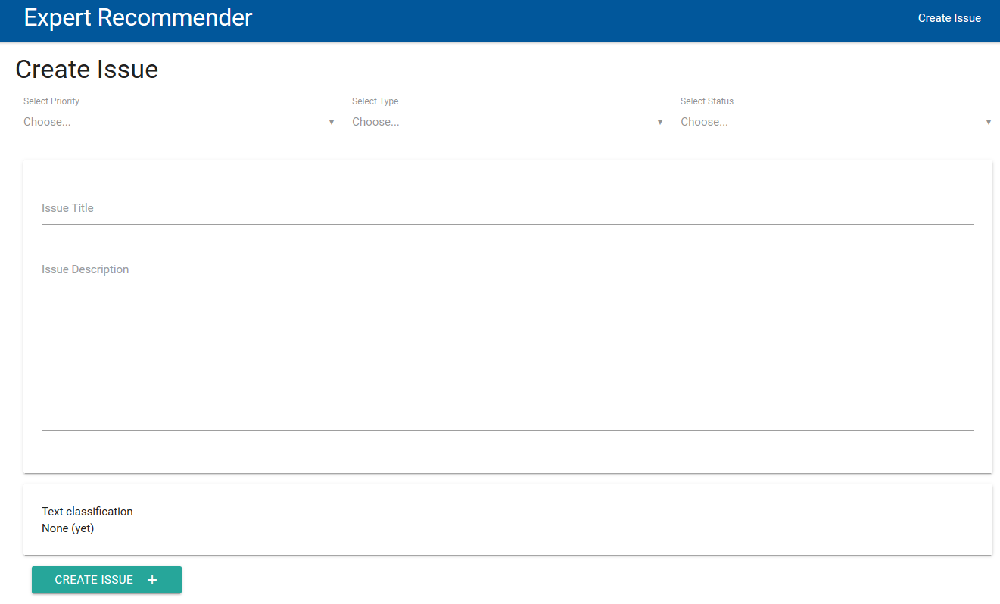 Expert Recommender
Create Issue
Create Issue
Select Priority
Select Type
Select Status
Choose...
Choose...
Choose...
Issue Title
Issue Description
Text classification
None (yet)
CREATE ISSUE +